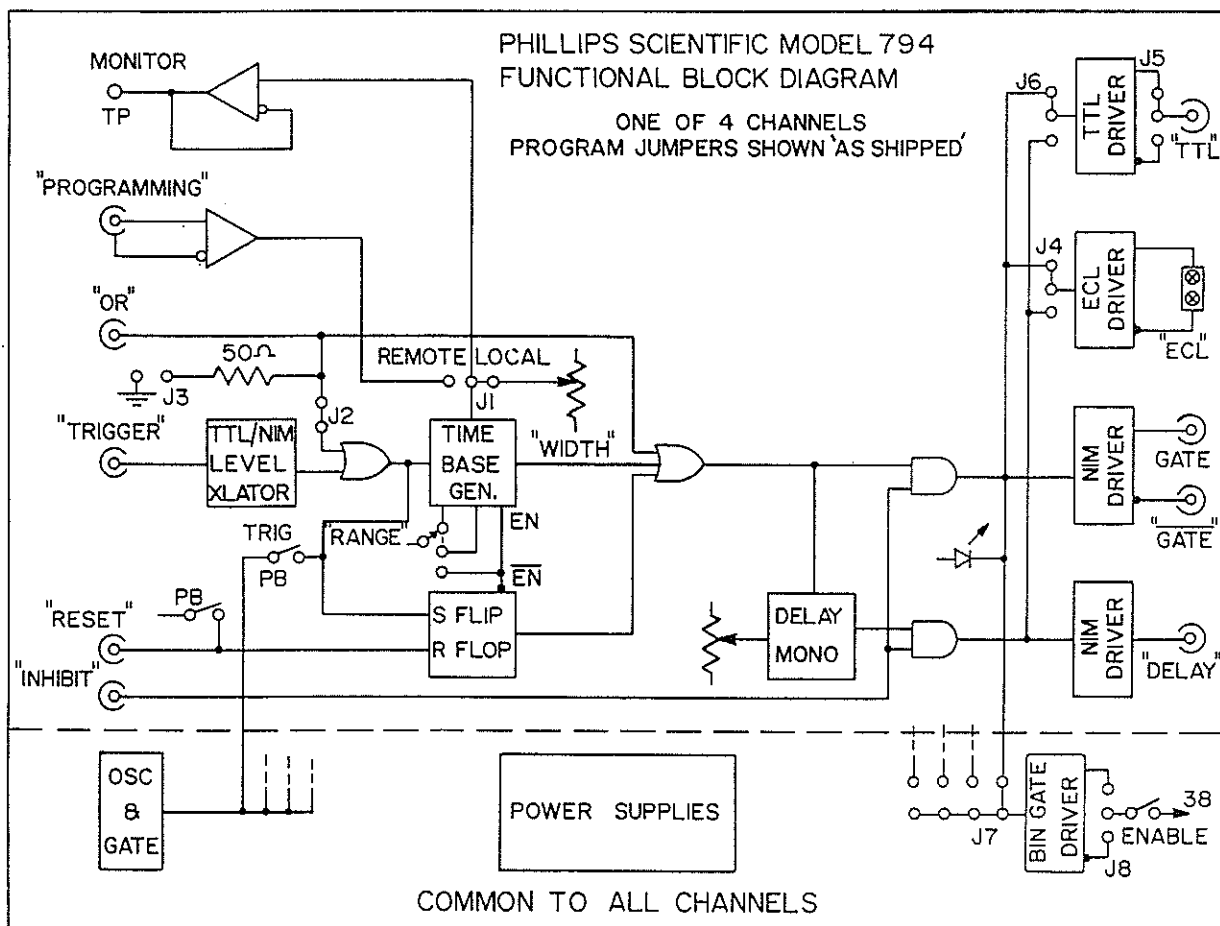 PHILLIPS SCIENTIFIC MODEL 794
FUNCTIONAL BLOCK DIAGRAM
ONE OF 4 CHANNELS
PROGRAM JUMPERS SHOWN 'AS SHIPPED'
MONITOR
TP
"PROGRAMMING"
"OR"
50Ω
J3
J2
REMOTE LOCAL
J1
"WIDTH"
"TRIGGER"
TTL/NIM
LEVEL
XLATOR
TIME
BASE
GEN.
"RANGE"
EN
E̅N̅
TRIG
PB
PB
"RESET"
"INHIBIT"
S FLIP
R FLOP
DELAY
MONO
J6
TTL
DRIVER
J5
"TTL"
J4
ECL
DRIVER
"ECL"
NIM
DRIVER
GATE
"G̅A̅T̅E̅"
NIM
DRIVER
"DELAY"
OSC
&
GATE
POWER SUPPLIES
J7
BIN GATE
DRIVER
J8
38
ENABLE
COMMON TO ALL CHANNELS